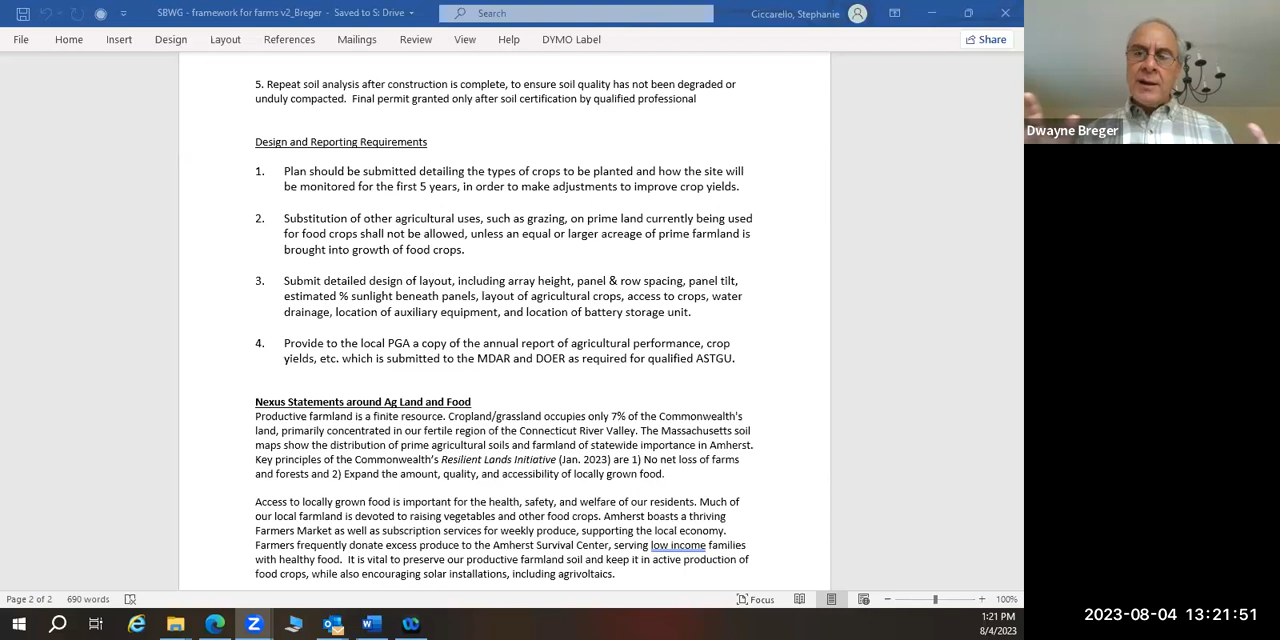 SBWG - framework for farms v2_Breger - Saved to S: Drive
Search
Ciccarello, Stephanie
File Home Insert Design Layout References Mailings Review View Help DYMO Label
Share
5. Repeat soil analysis after construction is complete, to ensure soil quality has not been degraded or
unduly compacted. Final permit granted only after soil certification by qualified professional
Dwayne Breger
Design and Reporting Requirements
1. Plan should be submitted detailing the types of crops to be planted and how the site will
be monitored for the first 5 years, in order to make adjustments to improve crop yields.
2. Substitution of other agricultural uses, such as grazing, on prime land currently being used
for food crops shall not be allowed, unless an equal or larger acreage of prime farmland is
brought into growth of food crops.
3. Submit detailed design of layout, including array height, panel & row spacing, panel tilt,
estimated % sunlight beneath panels, layout of agricultural crops, access to crops, water
drainage, location of auxiliary equipment, and location of battery storage unit.
4. Provide to the local PGA a copy of the annual report of agricultural performance, crop
yields, etc. which is submitted to the MDAR and DOER as required for qualified ASTGU.
Nexus Statements around Ag Land and Food
Productive farmland is a finite resource. Cropland/grassland occupies only 7% of the Commonwealth's
land, primarily concentrated in our fertile region of the Connecticut River Valley. The Massachusetts soil
maps show the distribution of prime agricultural soils and farmland of statewide importance in Amherst.
Key principles of the Commonwealth's Resilient Lands Initiative (Jan. 2023) are 1) No net loss of farms
and forests and 2) Expand the amount, quality, and accessibility of locally grown food.
Access to locally grown food is important for the health, safety, and welfare of our residents. Much of
our local farmland is devoted to raising vegetables and other food crops. Amherst boasts a thriving
Farmers Market as well as subscription services for weekly produce, supporting the local economy.
Farmers frequently donate excess produce to the Amherst Survival Center, serving low income families
with healthy food. It is vital to preserve our productive farmland soil and keep it in active production of
food crops, while also encouraging solar installations, including agrivoltaics.
Page 2 of 2 690 words
Focus
100%
1:21 PM
8/4/2023
2023-08-04 13:21:51